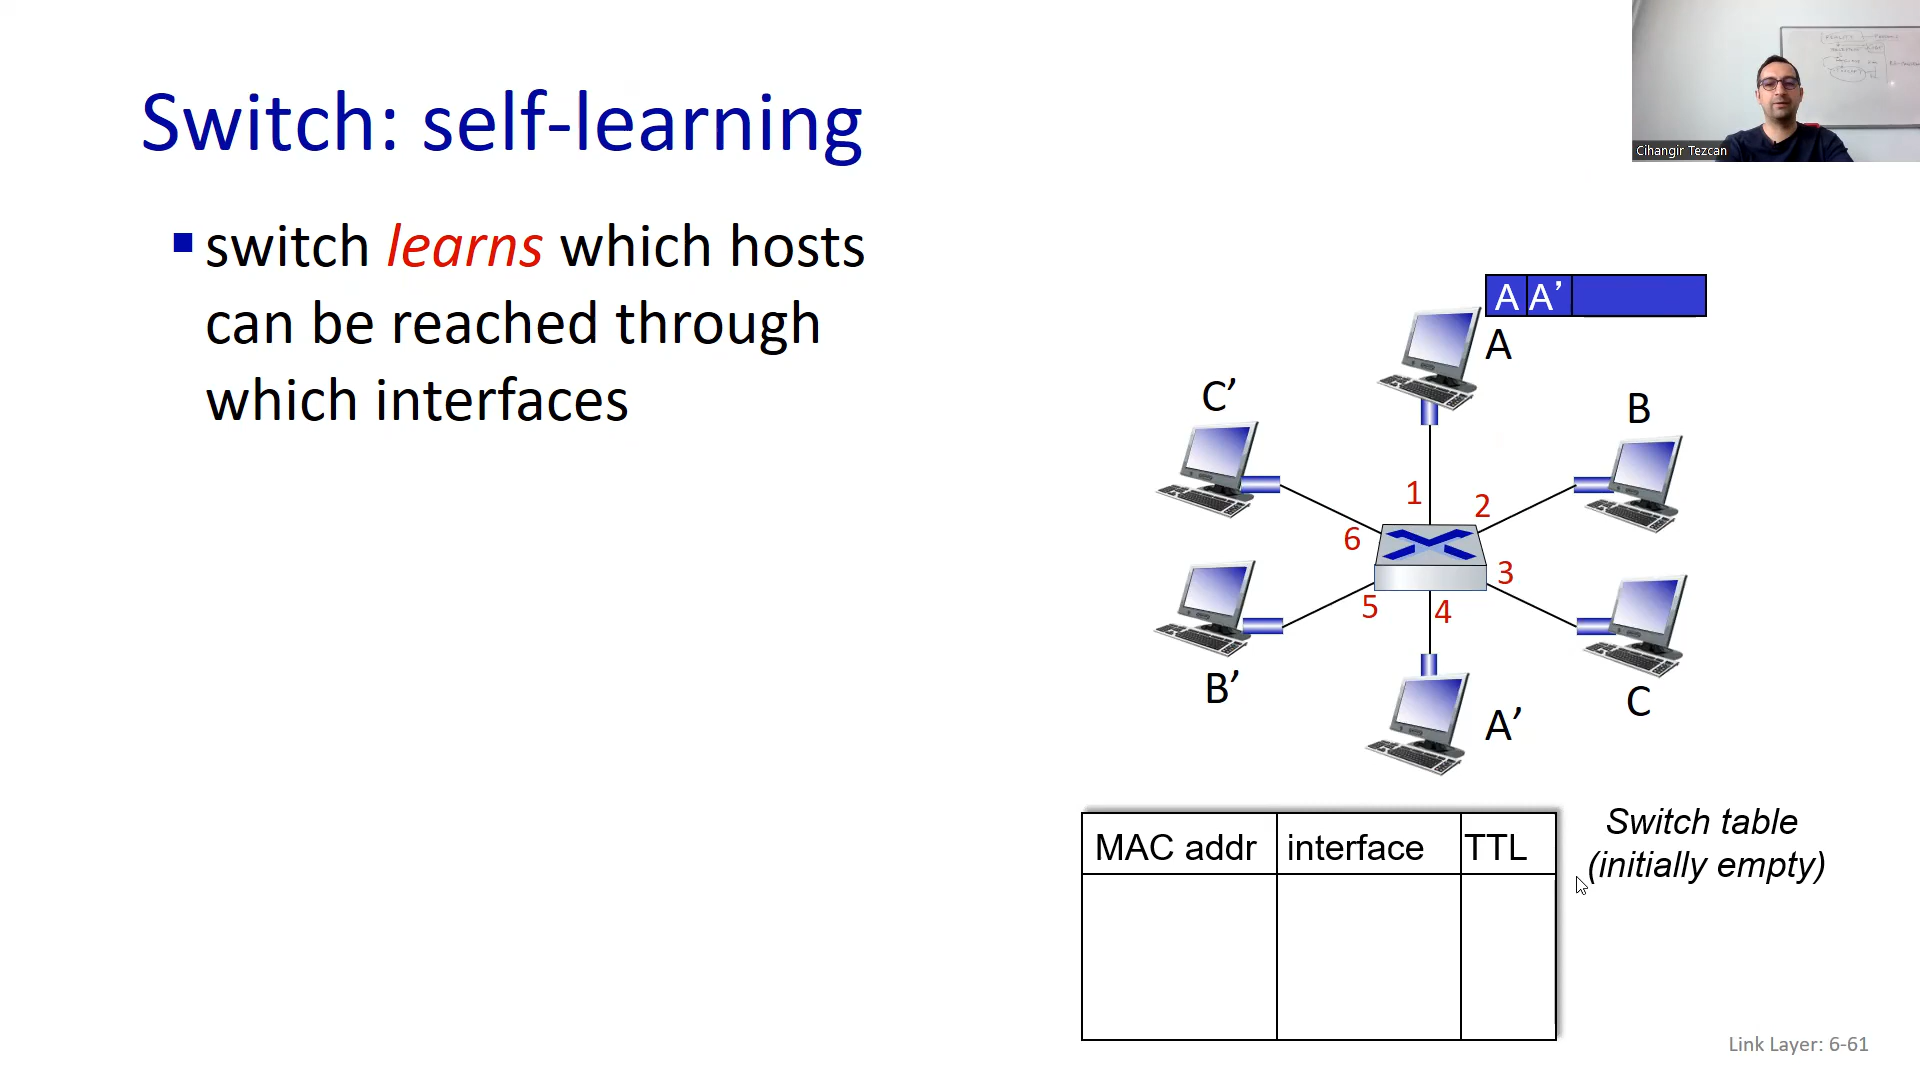 Switch: self-learning
switch learns which hosts
can be reached through
which interfaces
Cihangir Tezcan
A A’
A
C’
B
1
2
6
3
5
4
B’
A’
C
MAC addr interface TTL
Switch table
(initially empty)
Link Layer: 6-61